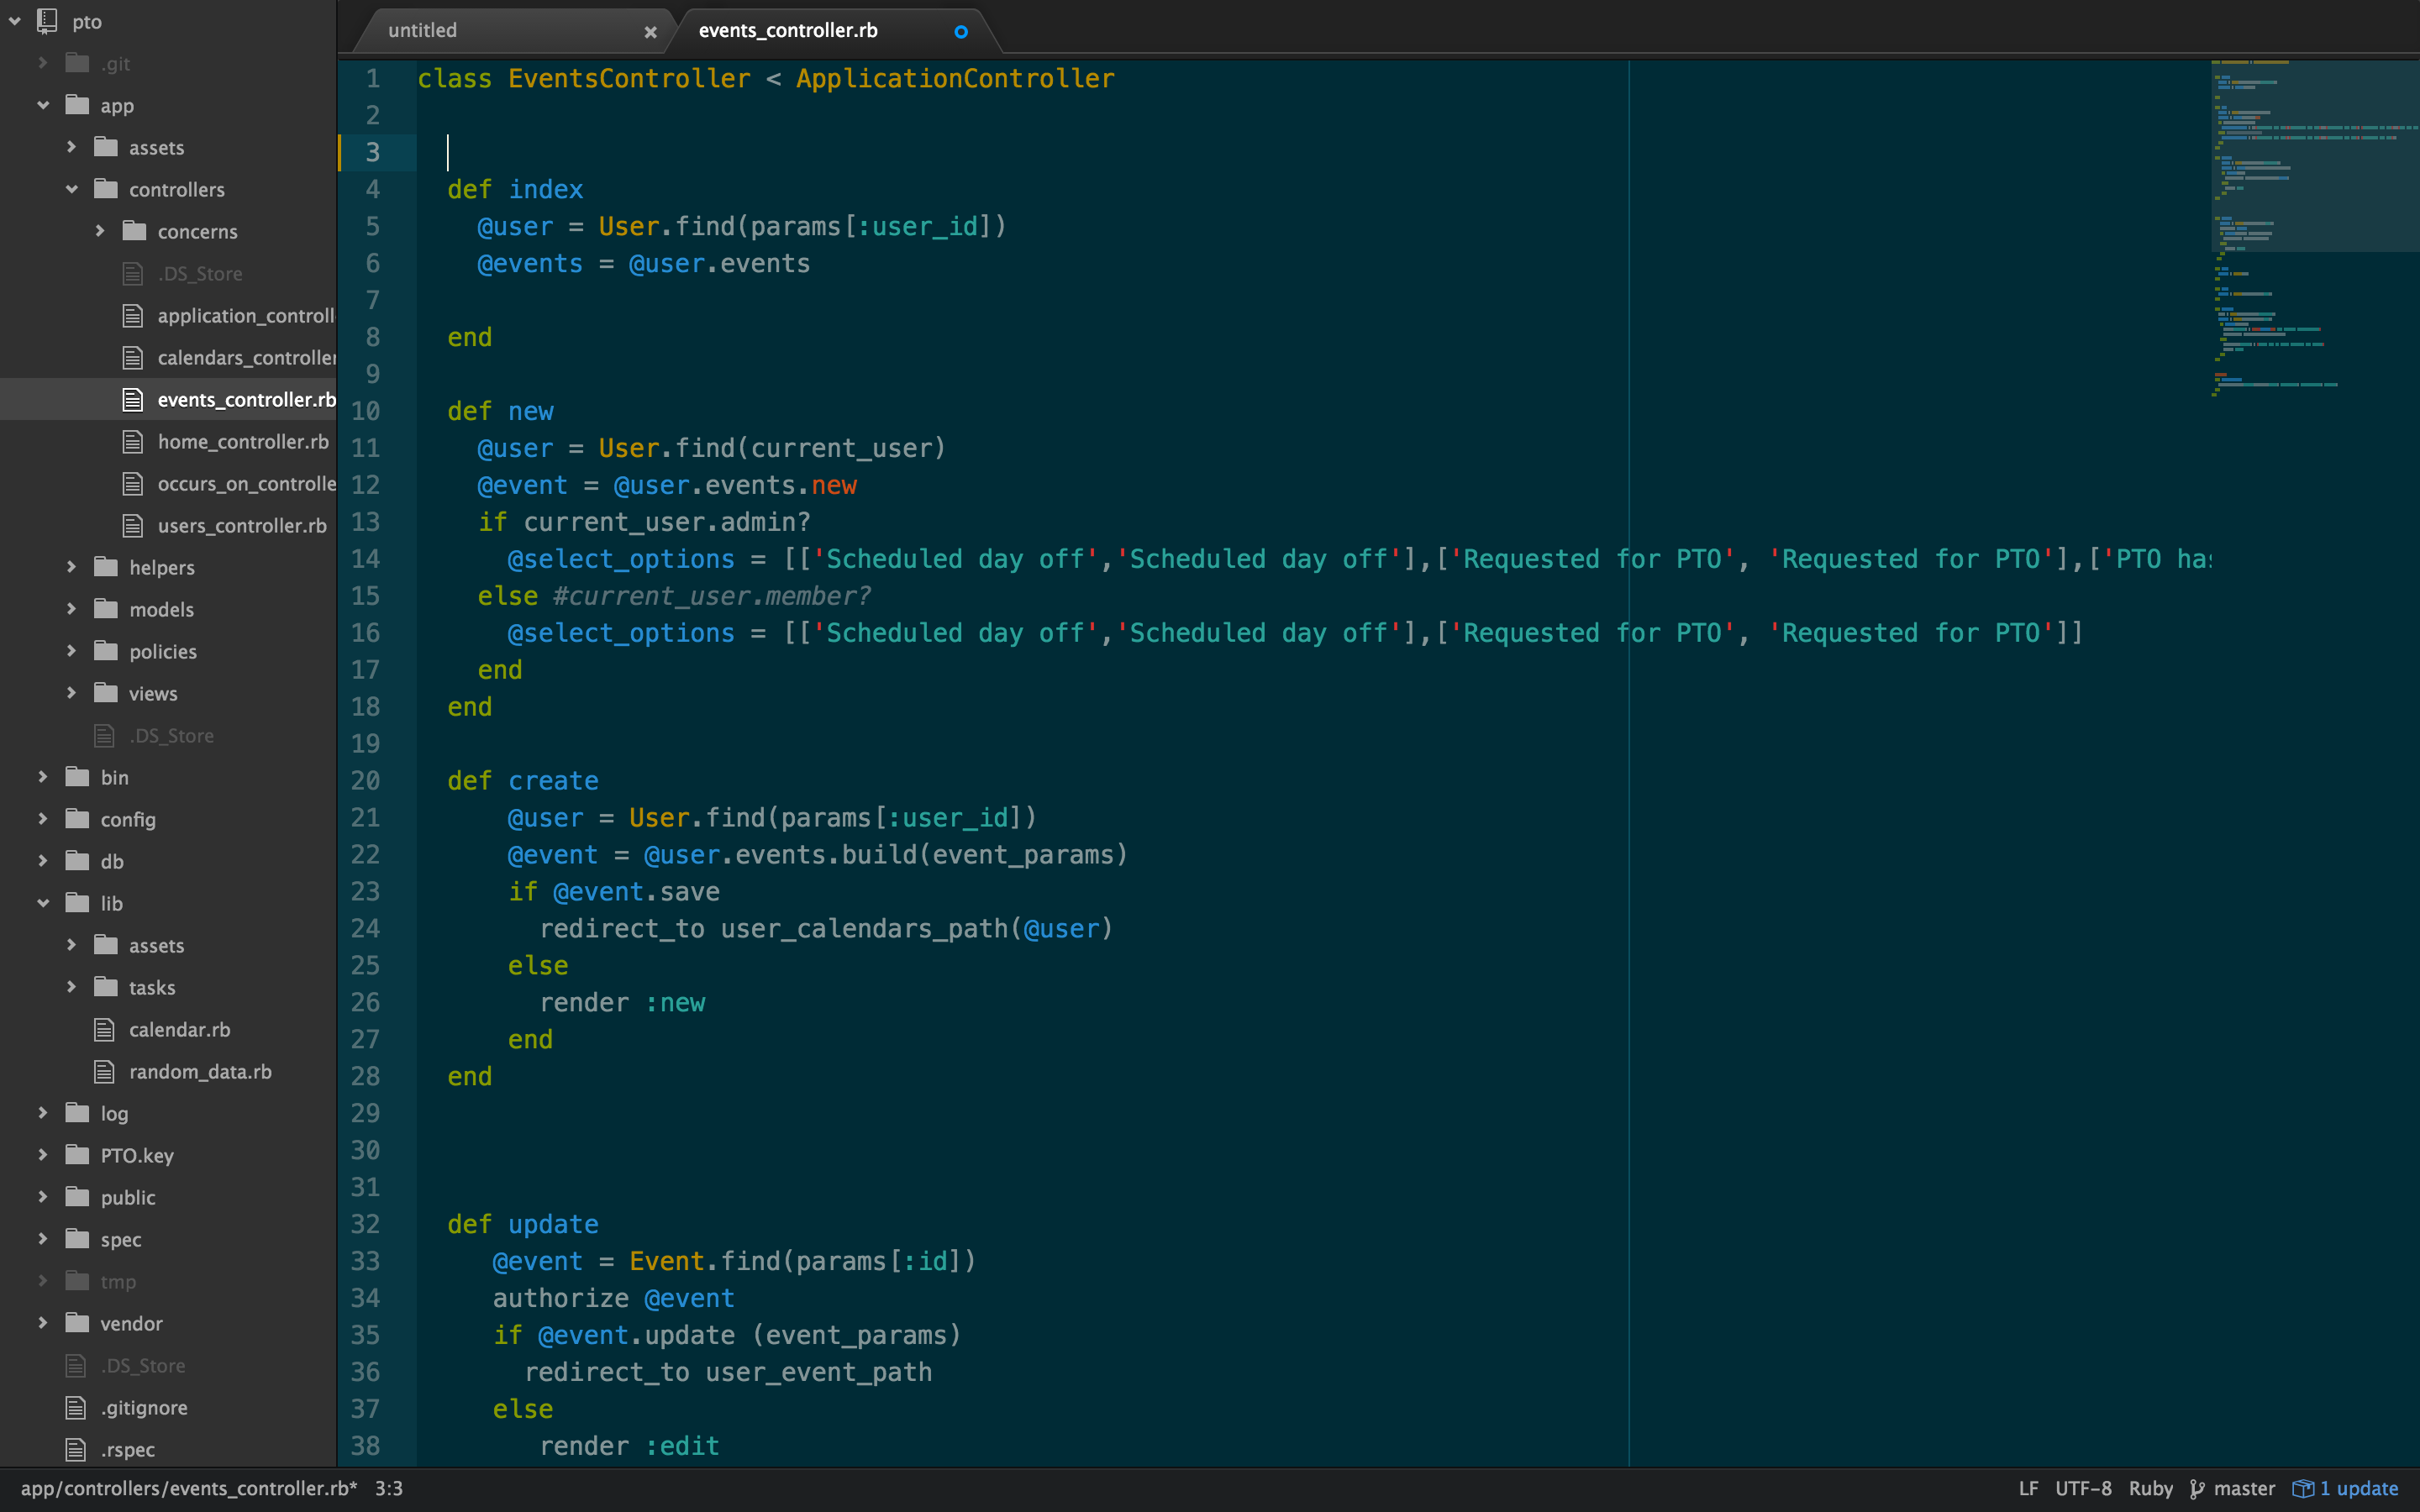 pto
.git
app
assets
controllers
concerns
.DS_Store
application_controll
calendars_controller
events_controller.rb
home_controller.rb
occurs_on_controlle
users_controller.rb
helpers
models
policies
views
.DS_Store
bin
config
db
lib
assets
tasks
calendar.rb
random_data.rb
log
PTO.key
public
spec
tmp
vendor
.DS_Store
.gitignore
.rspec
untitled
events_controller.rb
1 class EventsController < ApplicationController
2
3
4 def index
5 @user = User.find(params[:user_id])
6 @events = @user.events
7
8 end
9
10 def new
11 @user = User.find(current_user)
12 @event = @user.events.new
13 if current_user.admin?
14 @select_options = [['Scheduled day off','Scheduled day off'],['Requested for PTO', 'Requested for PTO'],['PTO has
15 else #current_user.member?
16 @select_options = [['Scheduled day off','Scheduled day off'],['Requested for PTO', 'Requested for PTO']]
17 end
18 end
19
20 def create
21 @user = User.find(params[:user_id])
22 @event = @user.events.build(event_params)
23 if @event.save
24 redirect_to user_calendars_path(@user)
25 else
26 render :new
27 end
28 end
29
30
31
32 def update
33 @event = Event.find(params[:id])
34 authorize @event
35 if @event.update (event_params)
36 redirect_to user_event_path
37 else
38 render :edit
app/controllers/events_controller.rb* 3:3
LF UTF-8 Ruby master 1 update